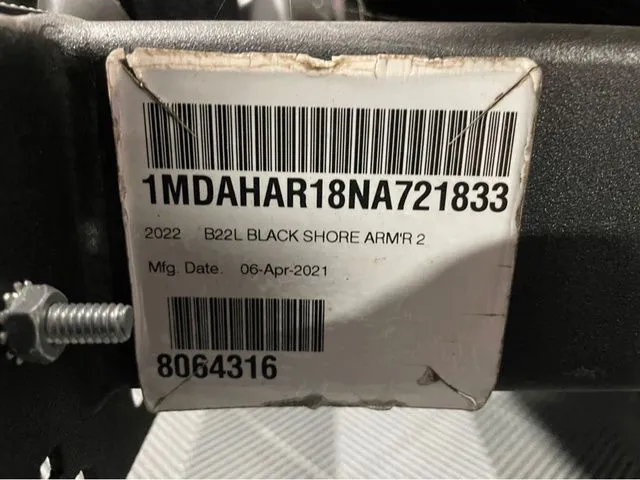 1MDAHAR18NA721833
2022 B22L BLACK SHORE ARM'R 2
Mfg. Date. 06-Apr-2021
8064316